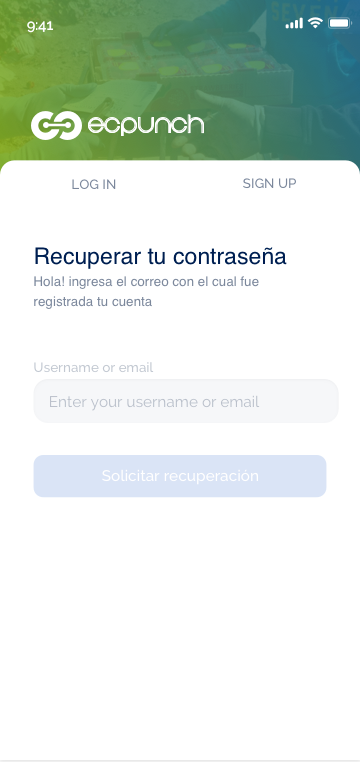 SEVEN
9:41
ecpunch
LOG IN
SIGN UP
Recuperar tu contraseña
Hola! ingresa el correo con el cual fue
registrada tu cuenta
Username or email
Enter your username or email
Solicitar recuperación